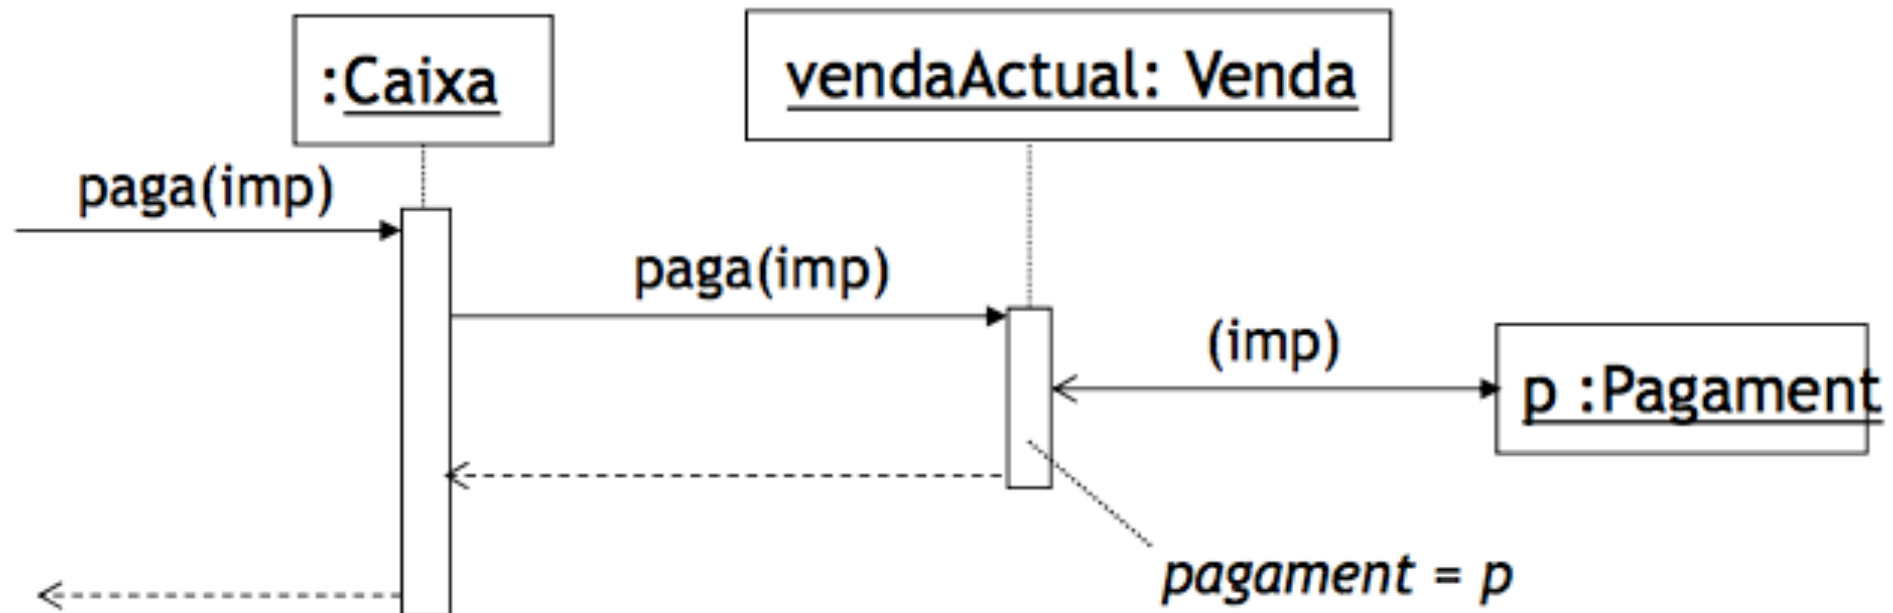 :Caixa
vendaActual: Venda
paga(imp)
paga(imp)
(imp)
p :Pagament
pagament = p